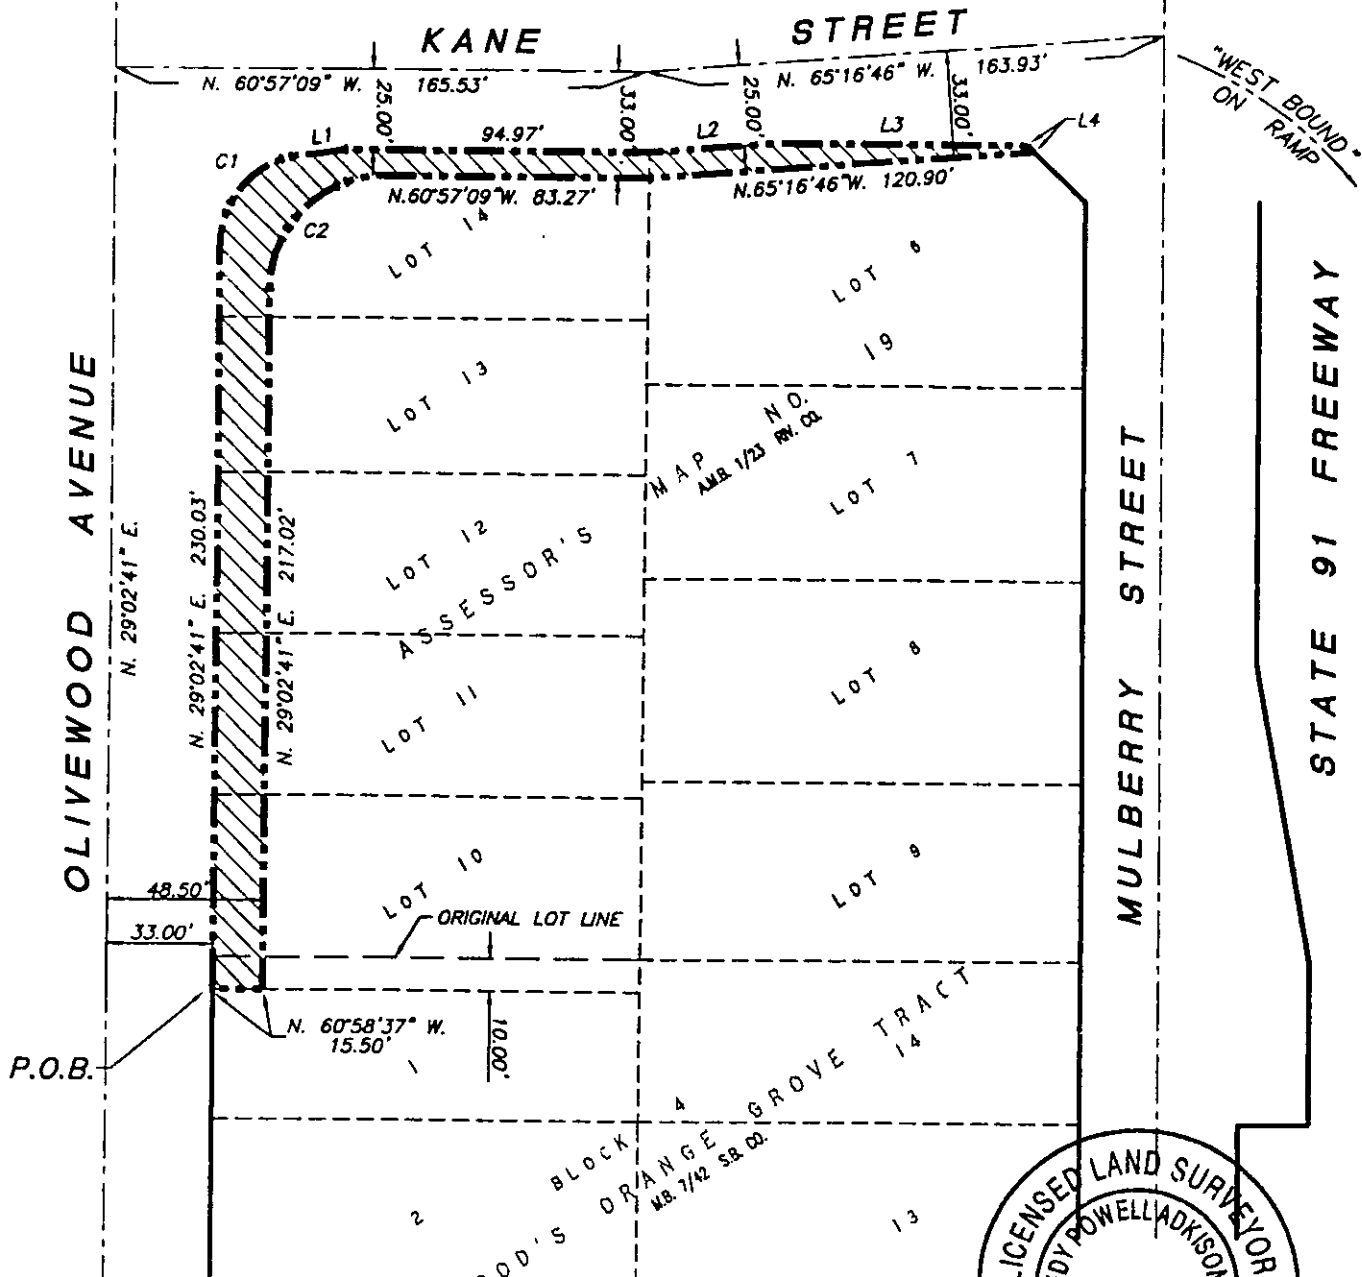 KANE STREET
N. 60°57'09" W. 165.53'
N. 65°16'46" W. 163.93'
"WEST BOUND"
ON RAMP
25.00'
33.00'
25.00'
33.00'
C1
L1
94.97'
L2
L3
L4
N.60°57'09"W. 83.27'
N.65°16'46"W. 120.90'
C2
LOT 14
LOT 6
19
LOT 13
MAP NO.
A.M.B. 1/23 RIV. CO.
LOT 7
LOT 12
ASSESSOR'S
LOT 11
LOT 8
LOT 10
LOT 9
OLIVEWOOD AVENUE
N. 29°02'41" E.
N. 29°02'41" E. 230.03'
N. 29°02'41" E. 217.02'
MULBERRY STREET
STATE 91 FREEWAY
48.50'
33.00'
ORIGINAL LOT LINE
N. 60°58'37" W.
15.50'
10.00'
P.O.B.
1
14
BLOCK 4
OD'S ORANGE GROVE TRACT
M.B. 7/42 S.B. CO.
2
13
LICENSED LAND SURVEYOR
DY POWELL ADKISON